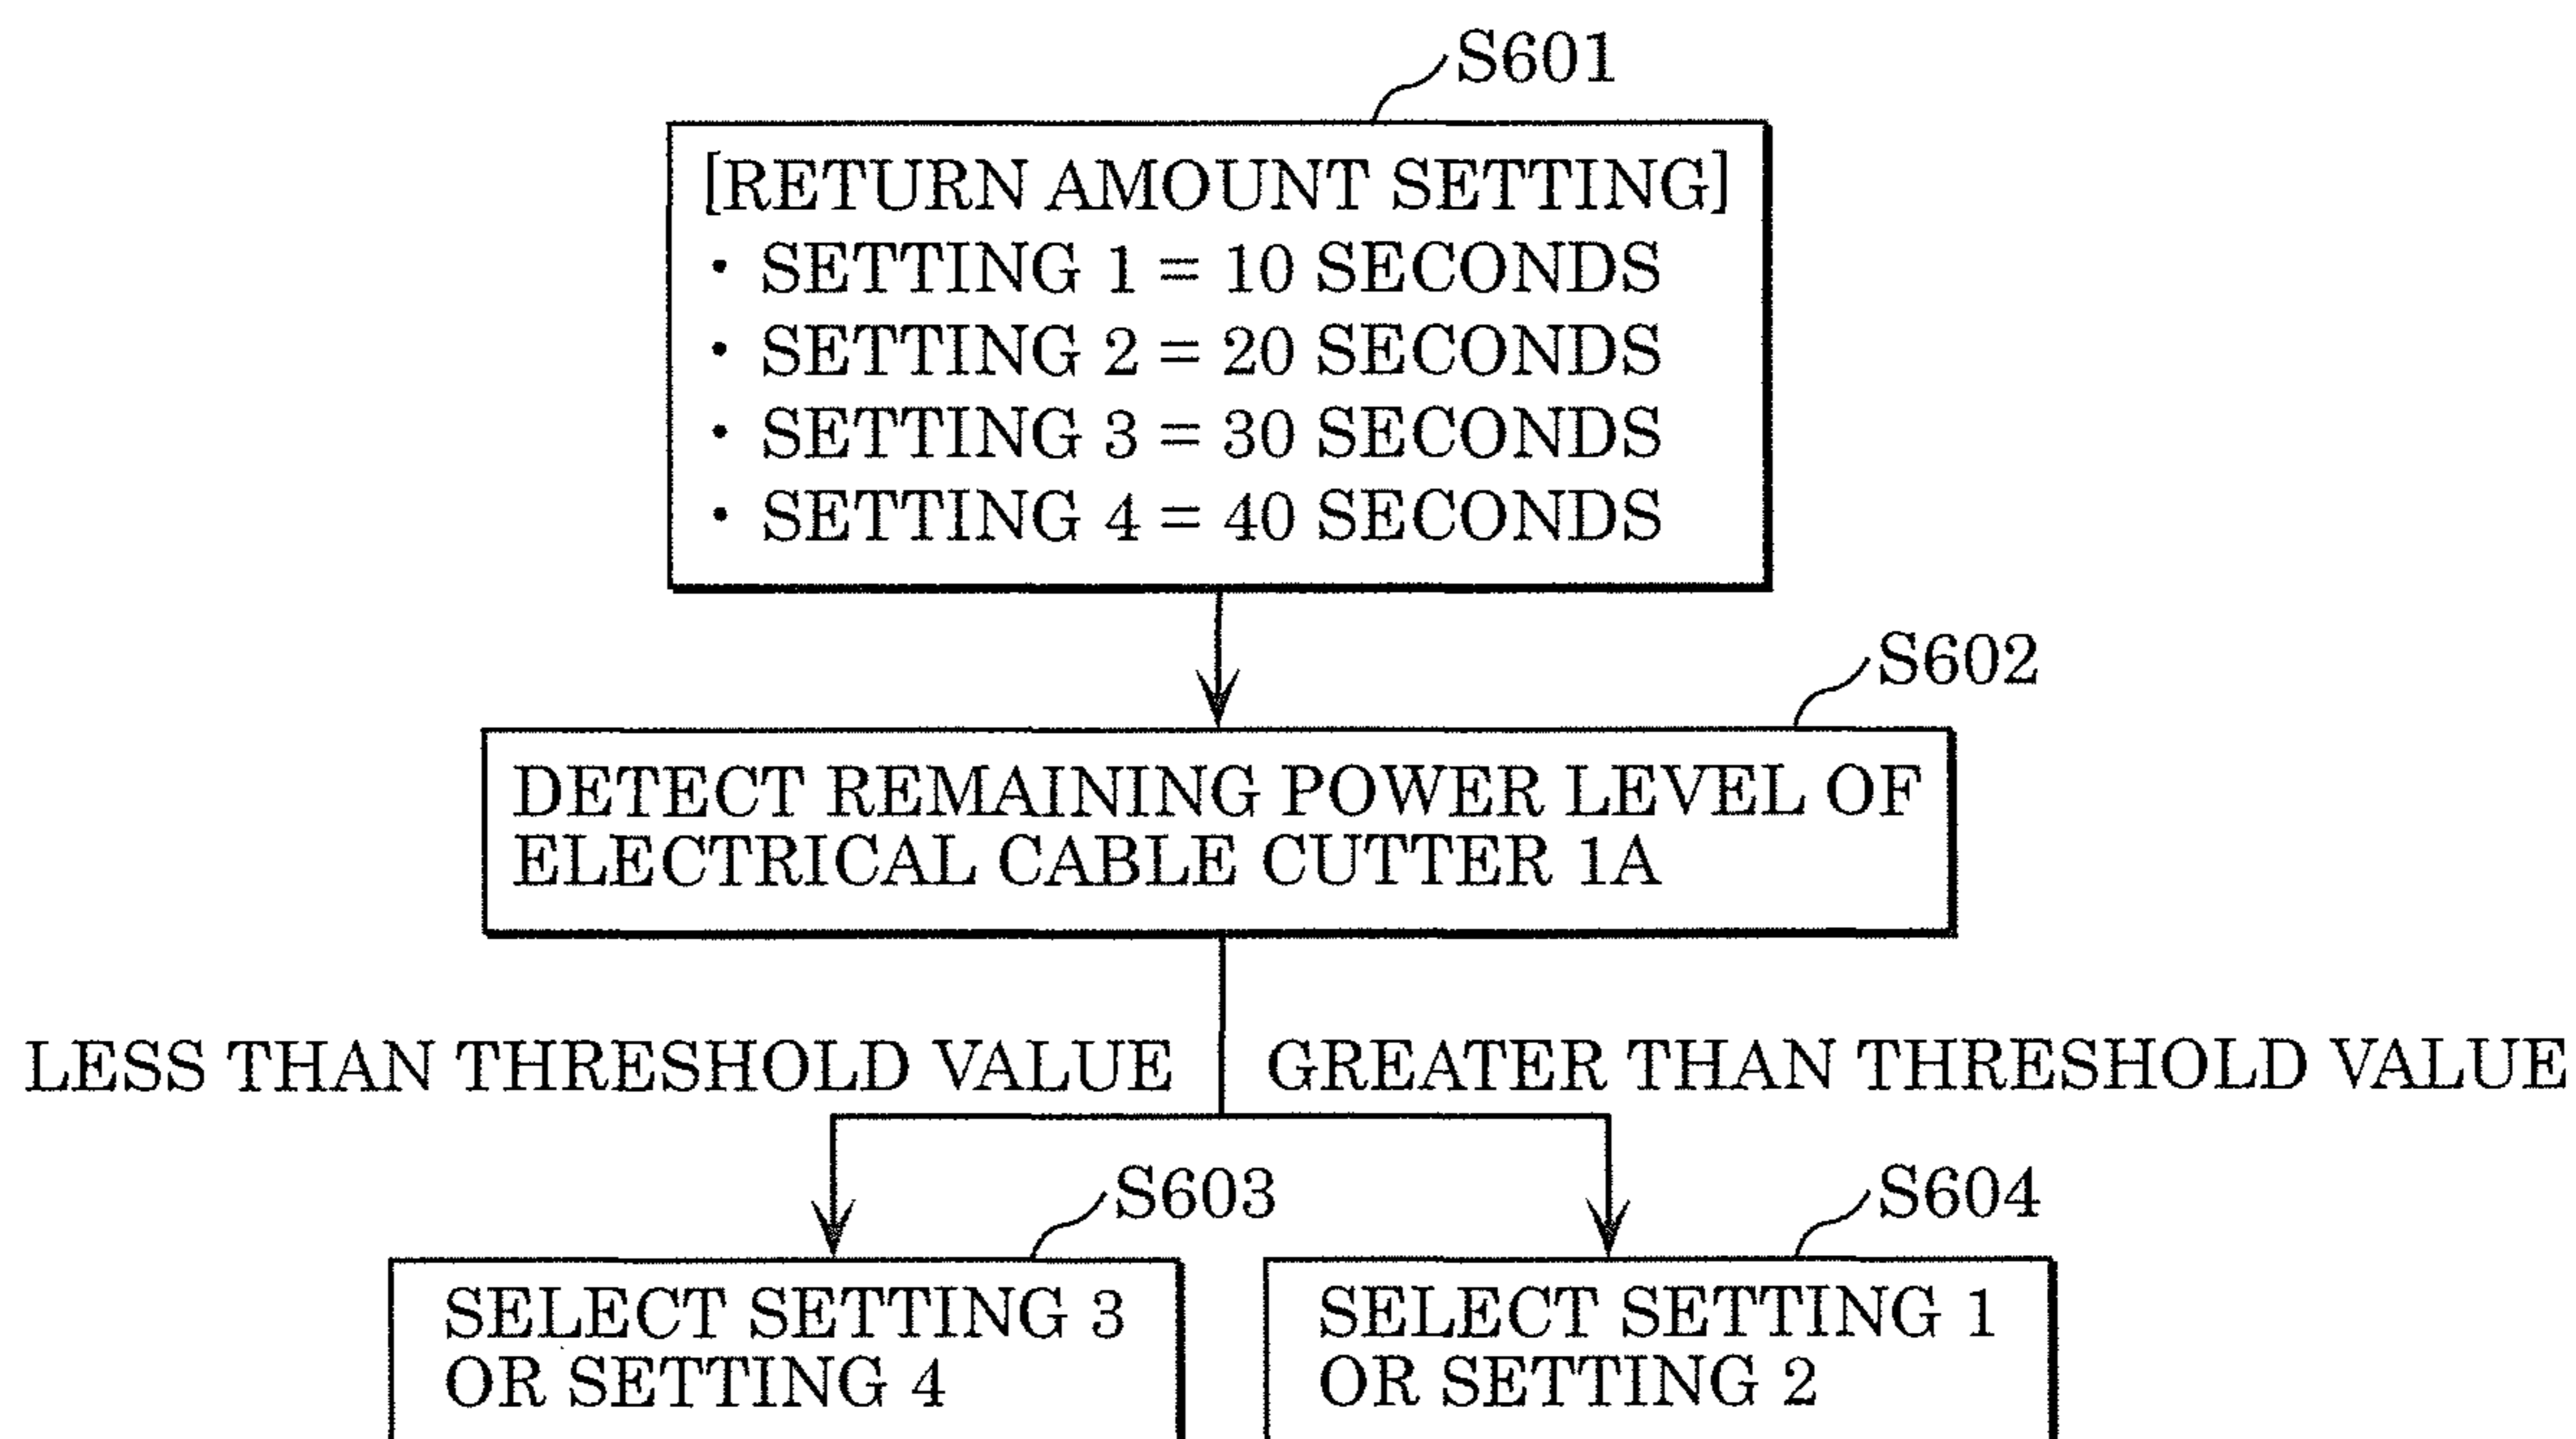 S601
[RETURN AMOUNT SETTING]
• SETTING 1 = 10 SECONDS
• SETTING 2 = 20 SECONDS
• SETTING 3 = 30 SECONDS
• SETTING 4 = 40 SECONDS
S602
DETECT REMAINING POWER LEVEL OF
ELECTRICAL CABLE CUTTER 1A
LESS THAN THRESHOLD VALUE
GREATER THAN THRESHOLD VALUE
S603
SELECT SETTING 3
OR SETTING 4
S604
SELECT SETTING 1
OR SETTING 2